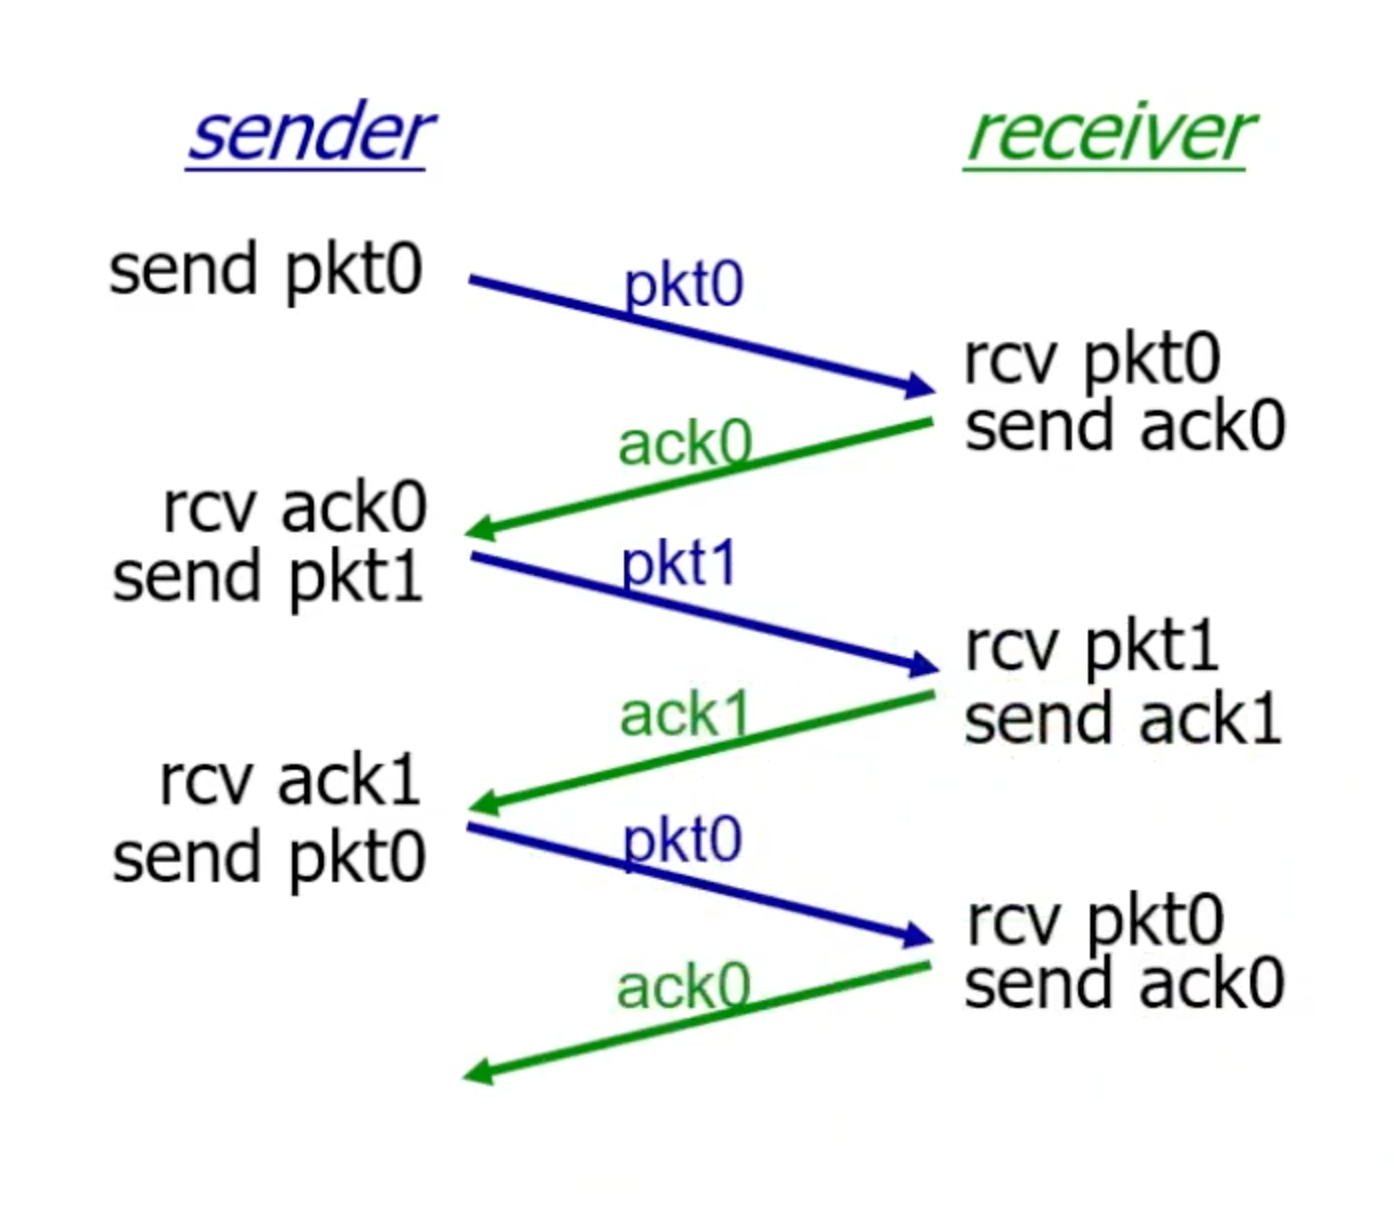 sender
receiver
send pkt0
pkt0
rcv pkt0
send ack0
ack0
rcv ack0
send pkt1
pkt1
rcv pkt1
send ack1
ack1
rcv ack1
send pkt0
pkt0
rcv pkt0
send ack0
ack0